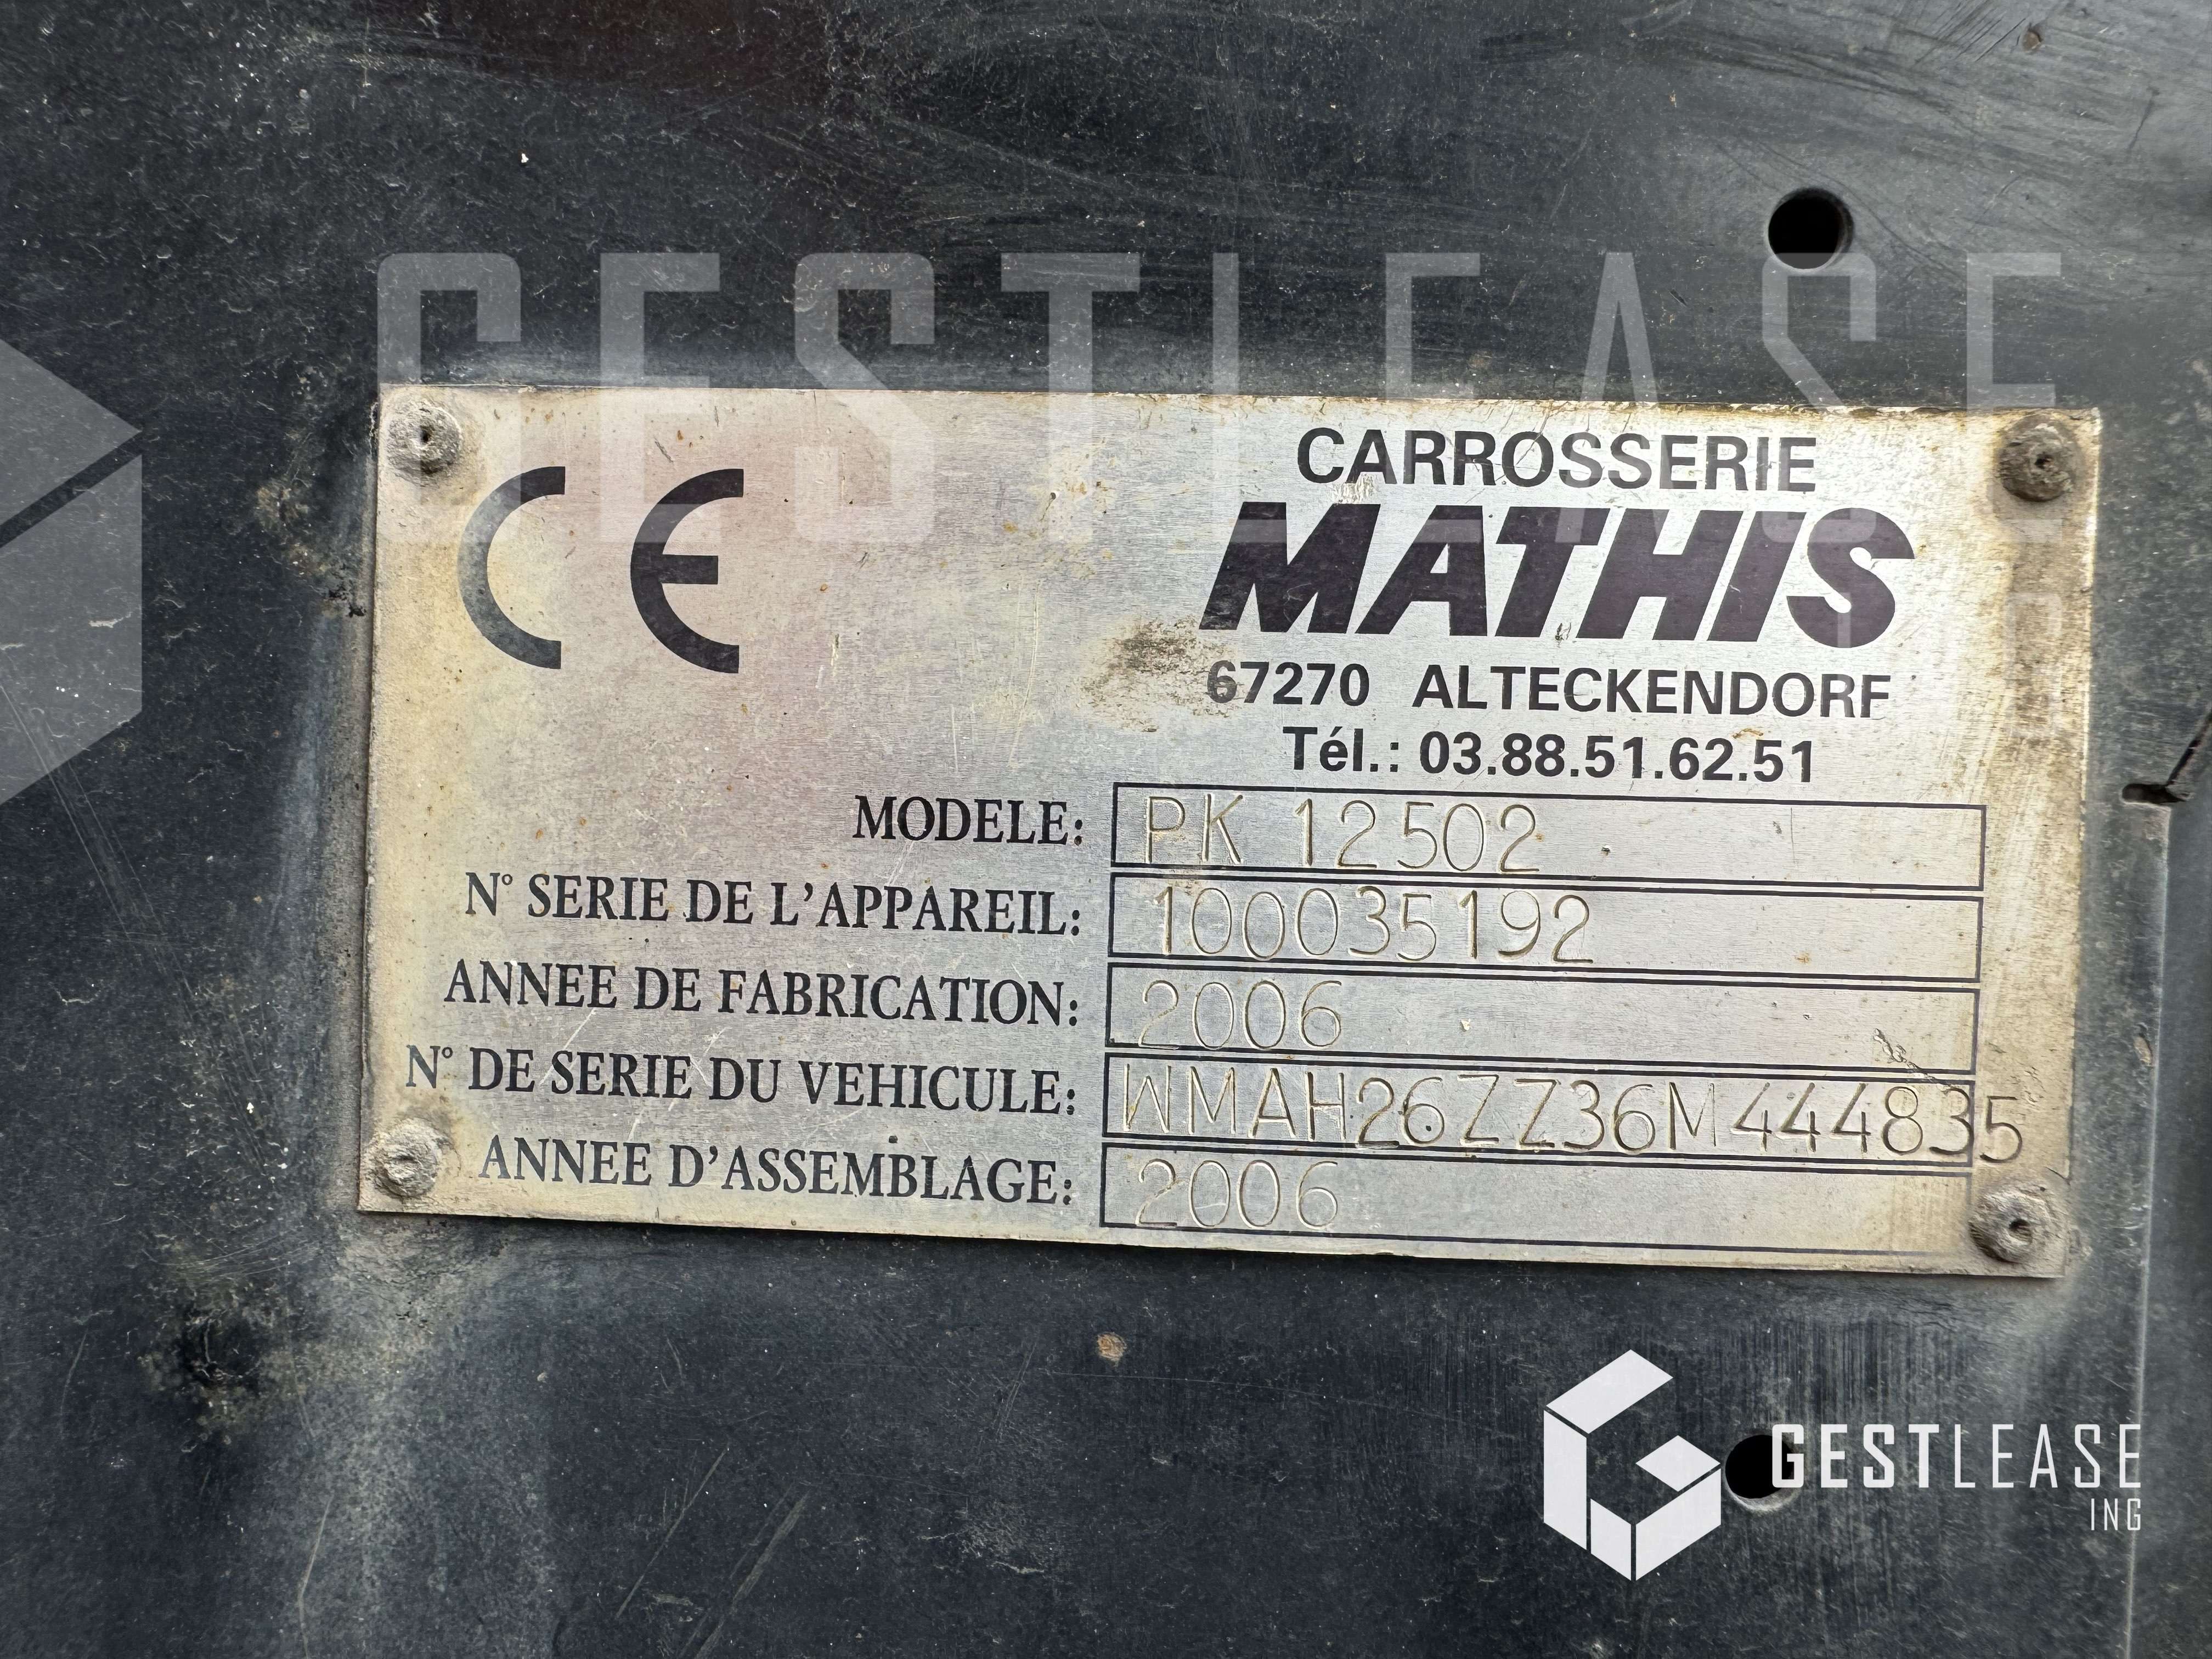 GESTLEASE
CE
CARROSSERIE
MATHIS
67270 ALTECKENDORF
Tél.: 03.88.51.62.51
MODELE: PK 12502
N° SERIE DE L'APPAREIL: 100035192
ANNEE DE FABRICATION: 2006
N° DE SERIE DU VEHICULE: WMAH26ZZ36M444835
ANNEE D'ASSEMBLAGE: 2006
GESTLEASE
ING